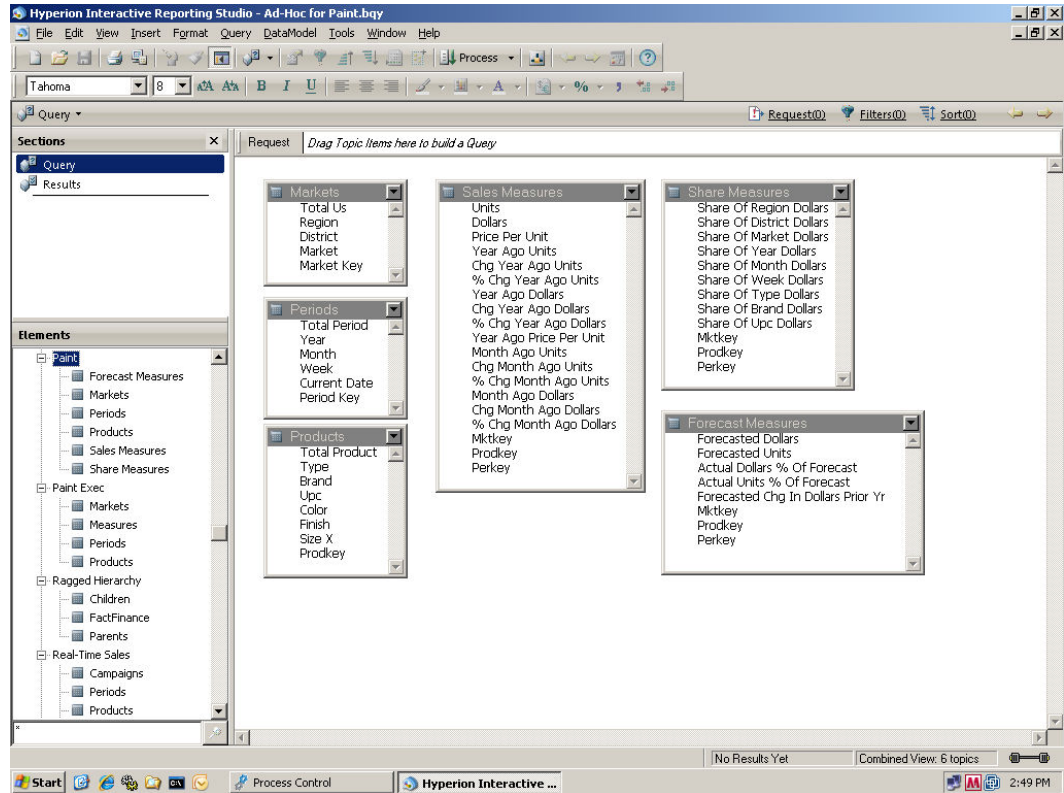 Hyperion Interactive Reporting Studio - Ad-Hoc for Paint.bqy
File Edit View Insert Format Query DataModel Tools Window Help
Process
Tahoma 8 B I U A %
Query Request(0) Filters(0) Sort(0)
Sections
Query
Results
Elements
Paint
Forecast Measures
Markets
Periods
Products
Sales Measures
Share Measures
Paint Exec
Markets
Measures
Periods
Products
Ragged Hierarchy
Children
FactFinance
Parents
Real-Time Sales
Campaigns
Periods
Products
*
Request Drag Topic Items here to build a Query
Markets
Total Us
Region
District
Market
Market Key
Periods
Total Period
Year
Month
Week
Current Date
Period Key
Products
Total Product
Type
Brand
Upc
Color
Finish
Size X
Prodkey
Sales Measures
Units
Dollars
Price Per Unit
Year Ago Units
Chg Year Ago Units
% Chg Year Ago Units
Year Ago Dollars
Chg Year Ago Dollars
% Chg Year Ago Dollars
Year Ago Price Per Unit
Month Ago Units
Chg Month Ago Units
% Chg Month Ago Units
Month Ago Dollars
Chg Month Ago Dollars
% Chg Month Ago Dollars
Mktkey
Prodkey
Perkey
Share Measures
Share Of Region Dollars
Share Of District Dollars
Share Of Market Dollars
Share Of Year Dollars
Share Of Month Dollars
Share Of Week Dollars
Share Of Type Dollars
Share Of Brand Dollars
Share Of Upc Dollars
Mktkey
Prodkey
Perkey
Forecast Measures
Forecasted Dollars
Forecasted Units
Actual Dollars % Of Forecast
Actual Units % Of Forecast
Forecasted Chg In Dollars Prior Yr
Mktkey
Prodkey
Perkey
No Results Yet Combined View: 6 topics
Start Process Control Hyperion Interactive ... 2:49 PM